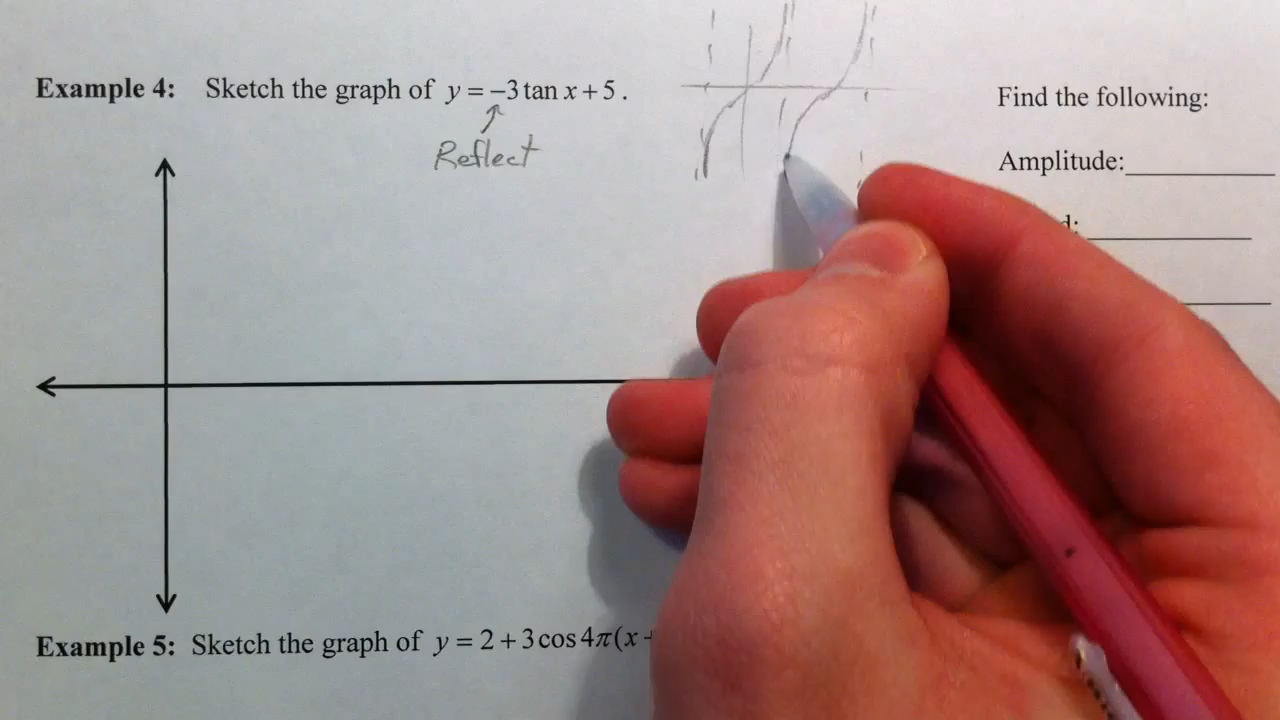 Example 4: Sketch the graph of y = −3 tan x + 5.
Reflect
Find the following:
Amplitude:
d:
Example 5: Sketch the graph of y = 2 + 3 cos 4π(x +